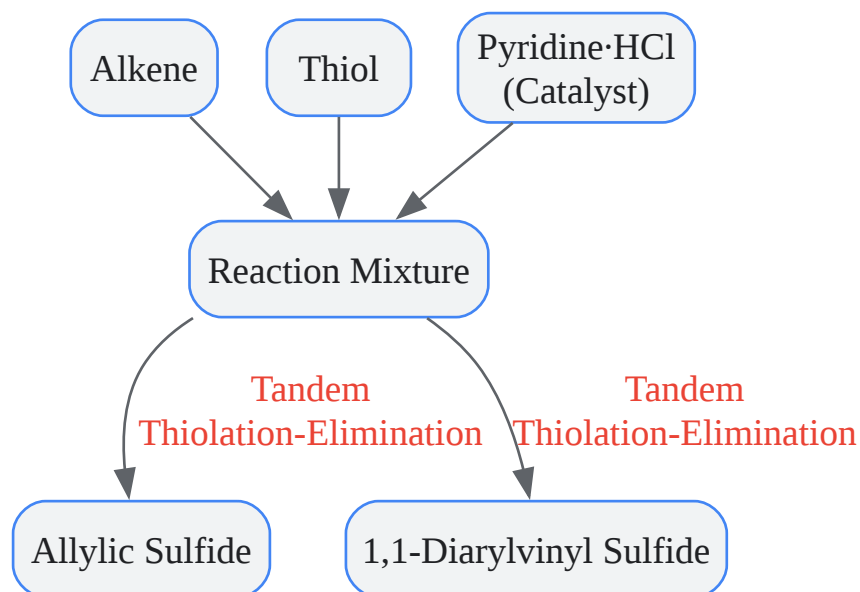 Alkene
Thiol
Pyridine·HCl
(Catalyst)
Reaction Mixture
Tandem
Thiolation-Elimination
Tandem
Thiolation-Elimination
Allylic Sulfide
1,1-Diarylvinyl Sulfide